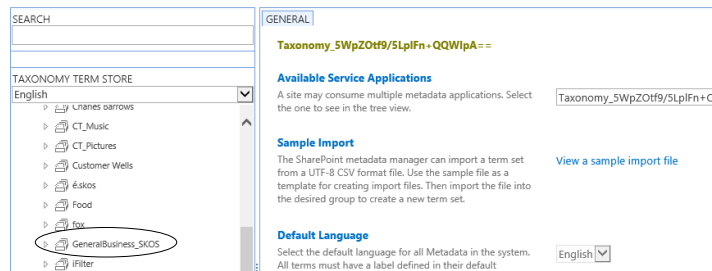 SEARCH
TAXONOMY TERM STORE
English
Charles Barrows
CT_Music
CT_Pictures
Customer Wells
é.skos
Food
fox
GeneralBusiness_SKOS
iFilter
GENERAL
Taxonomy_5WpZOtf9/5LplFn+QQWlpA==
Available Service Applications
A site may consume multiple metadata applications. Select
the one to see in the tree view.
Taxonomy_5WpZOtf9/5LplFn+
Sample Import
The SharePoint metadata manager can import a term set
from a UTF-8 CSV format file. Use the sample file as a
template for creating import files. Then import the file into
the desired group to create a new term set.
View a sample import file
Default Language
Select the default language for all Metadata in the system.
All terms must have a label defined in their default
English